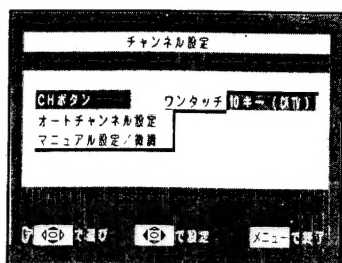 チャンネル設定
CHボタン ワンタッチ 10キー
オートチャンネル設定
マニュアル設定／微調
で選び で設定 メニューで終了